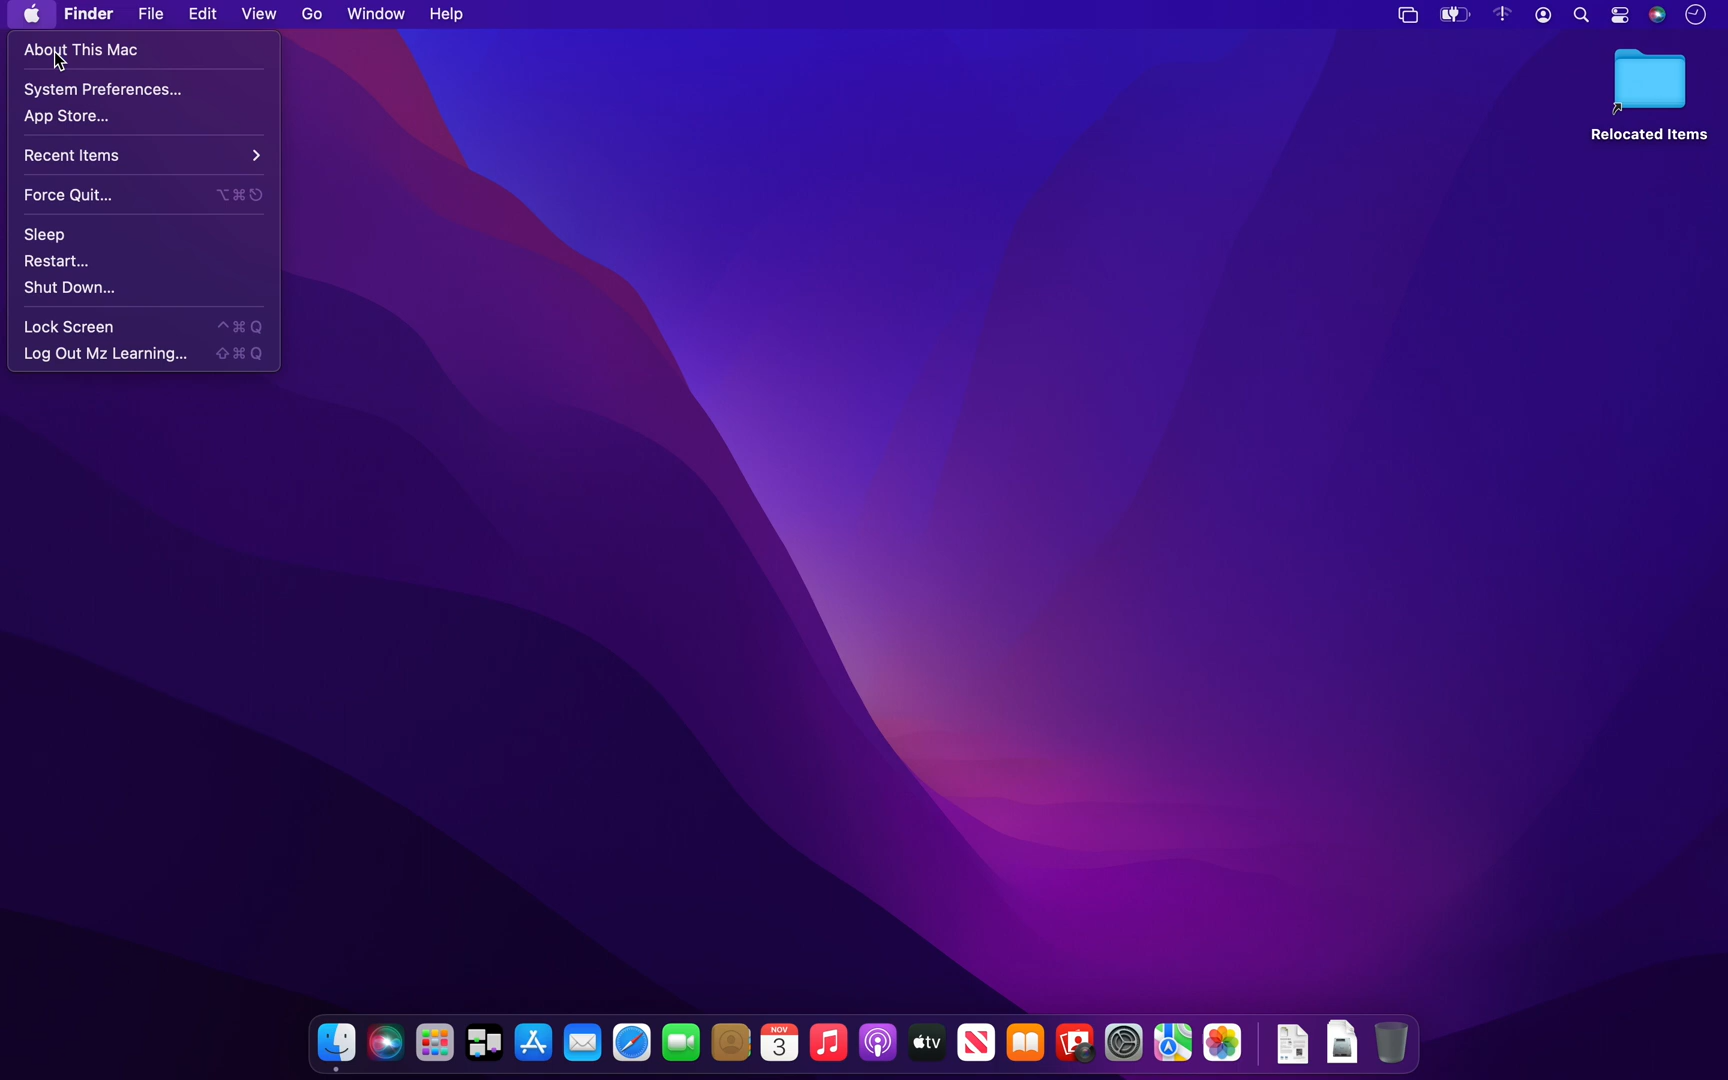 Finder File Edit View Go Window Help
About This Mac
System Preferences...
App Store...
Recent Items
Force Quit... ⌥⌘⎋
Sleep
Restart...
Shut Down...
Lock Screen ^⌘Q
Log Out Mz Learning... ⇧⌘Q
Relocated Items
NOV
3
tv